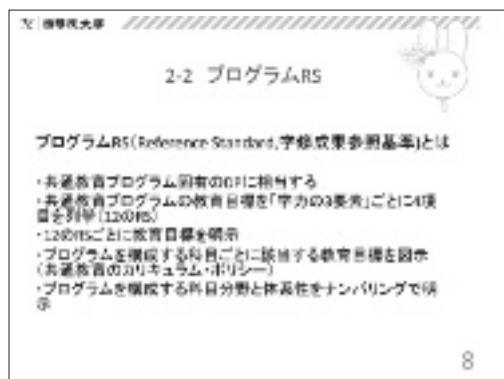 2-2 プログラムRS
プログラムRS(Reference Standard,学修成果参照基準)とは
・共通教育プログラム固有のDPに相当する
・共通教育プログラムの教育目標を「学力の3要素」ごとに4項
目を列挙(12のRS)
・12のRSごとに教育目標を明示
・プログラムを構成する科目ごとに該当する教育目標を図示
(共通教育のカリキュラム・ポリシー)
・プログラムを構成する科目分野と体系性をナンバリングで明
示
8